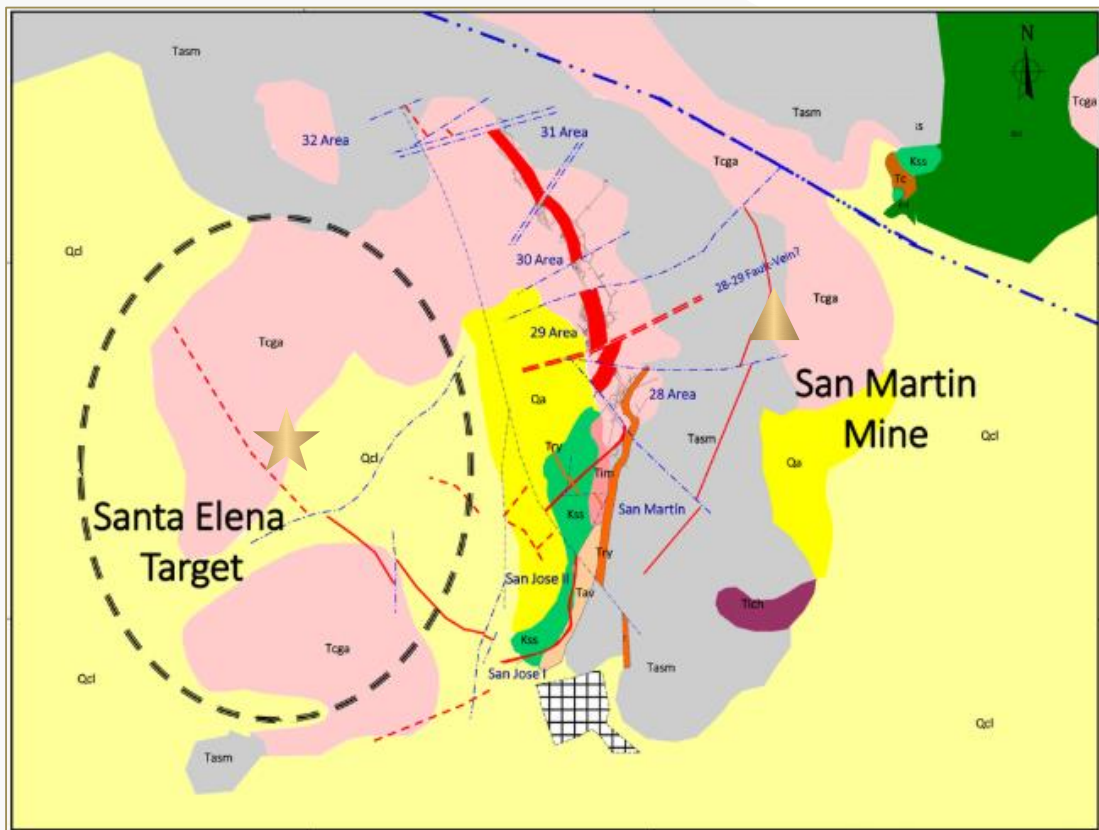 N
Tasm
Tcga
Tasm
32 Area
31 Area
is
Kss
Tcga
Tc
Qcl
30 Area
28-29 Fault-Vein?
Tcga
29 Area
Tcga
San Martin
Mine
28 Area
Qa
Tasm
Qcl
Qcl
Try
Tim
Qa
Santa Elena
Target
Kss
San Martin
Try
San Jose II
Tav
Tlch
Kss
Tcga
San Jose I
Tasm
Qcl
Qcl
Tasm